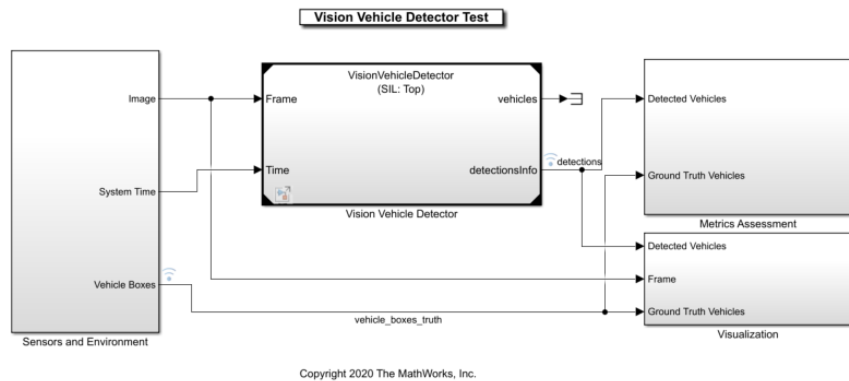 Vision Vehicle Detector Test
Image
System Time
Vehicle Boxes
Sensors and Environment
VisionVehicleDetector
(SIL: Top)
Frame
vehicles
Time
detectionsInfo
Vision Vehicle Detector
detections
vehicle_boxes_truth
Detected Vehicles
Ground Truth Vehicles
Metrics Assessment
Detected Vehicles
Frame
Ground Truth Vehicles
Visualization
Copyright 2020 The MathWorks, Inc.